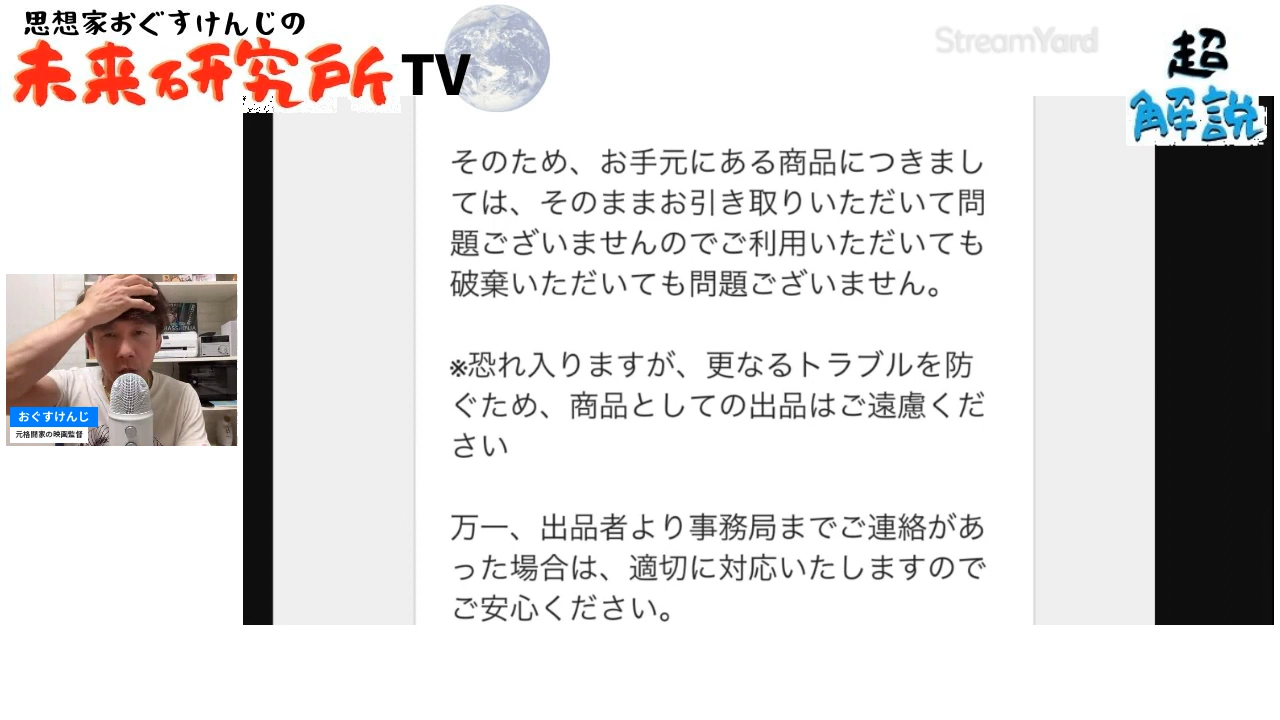 思想家おぐすけんじの
未来研究所TV
StreamYard
超
解説
そのため、お手元にある商品につきまし
ては、そのままお引き取りいただいて問
題ございませんのでご利用いただいても
破棄いただいても問題ございません。
※恐れ入りますが、更なるトラブルを防
ぐため、商品としての出品はご遠慮くだ
さい
万一、出品者より事務局までご連絡があ
った場合は、適切に対応いたしますので
ご安心ください。
おぐすけんじ
元格闘家の映画監督